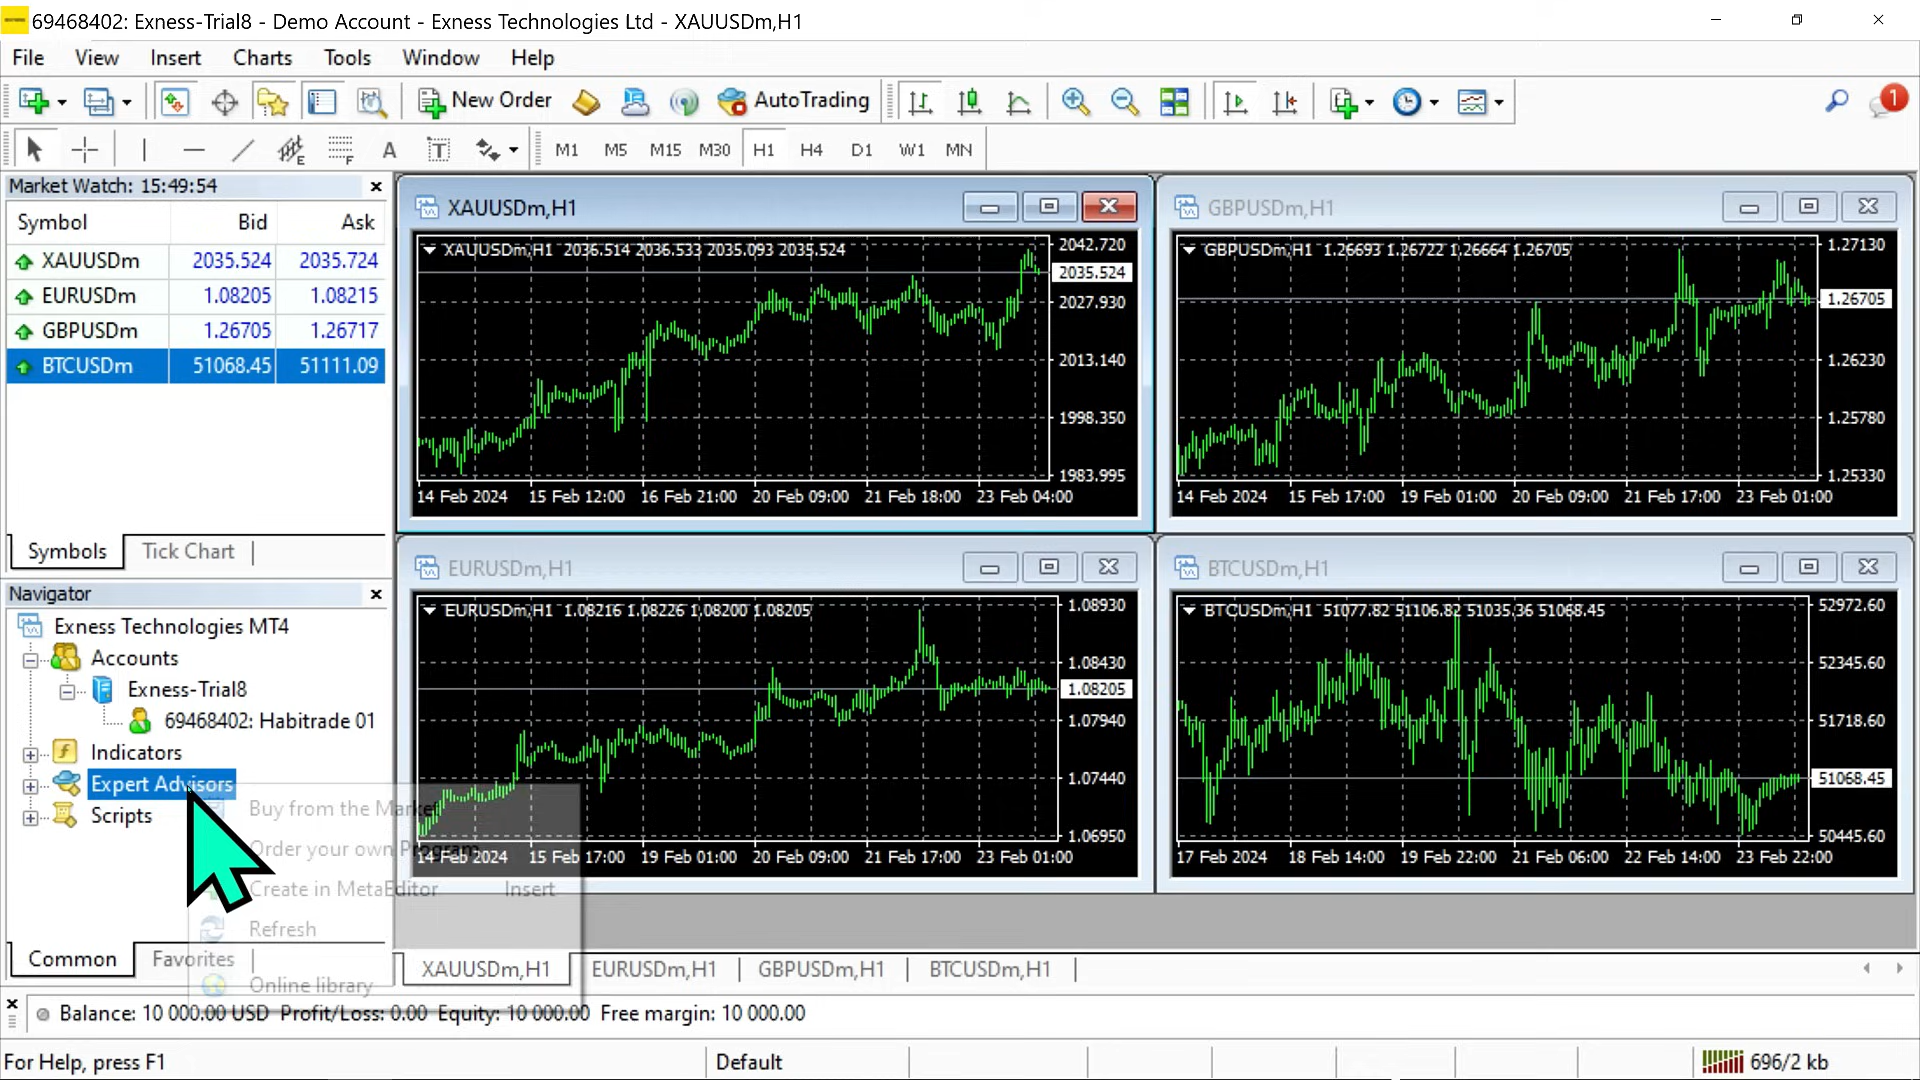 69468402: Exness-Trial8 - Demo Account - Exness Technologies Ltd - XAUUSDm,H1
File View Insert Charts Tools Window Help
New Order AutoTrading 1
E F A T M1 M5 M15 M30 H1 H4 D1 W1 MN
Market Watch: 15:49:54
Symbol Bid Ask
XAUUSDm 2035.524 2035.724
EURUSDm 1.08205 1.08215
GBPUSDm 1.26705 1.26717
BTCUSDm 51068.45 51111.09
Symbols Tick Chart
Navigator
Exness Technologies MT4
Accounts
Exness-Trial8
69468402: Habitrade 01
Indicators
Expert Advisors
Scripts
Buy from the Market
Order your own Program
Create in MetaEditor Insert
Refresh
Online library
Common Favorites
XAUUSDm,H1
XAUUSDm,H1 2036.514 2036.533 2035.093 2035.524
2042.720
2035.524
2027.930
2013.140
1998.350
1983.995
14 Feb 2024 15 Feb 12:00 16 Feb 21:00 20 Feb 09:00 21 Feb 18:00 23 Feb 04:00
GBPUSDm,H1
GBPUSDm,H1 1.26693 1.26722 1.26664 1.26705
1.27130
1.26705
1.26230
1.25780
1.25330
14 Feb 2024 15 Feb 17:00 19 Feb 01:00 20 Feb 09:00 21 Feb 17:00 23 Feb 01:00
EURUSDm,H1
EURUSDm,H1 1.08216 1.08226 1.08200 1.08205
1.08930
1.08430
1.08205
1.07940
1.07440
1.06950
14 Feb 2024 15 Feb 17:00 19 Feb 01:00 20 Feb 09:00 21 Feb 17:00 23 Feb 01:00
BTCUSDm,H1
BTCUSDm,H1 51077.82 51106.82 51035.36 51068.45
52972.60
52345.60
51718.60
51068.45
50445.60
17 Feb 2024 18 Feb 14:00 19 Feb 22:00 21 Feb 06:00 22 Feb 14:00 23 Feb 22:00
XAUUSDm,H1 EURUSDm,H1 GBPUSDm,H1 BTCUSDm,H1
Balance: 10 000.00 USD Profit/Loss: 0.00 Equity: 10 000.00 Free margin: 10 000.00
For Help, press F1 Default 696/2 kb